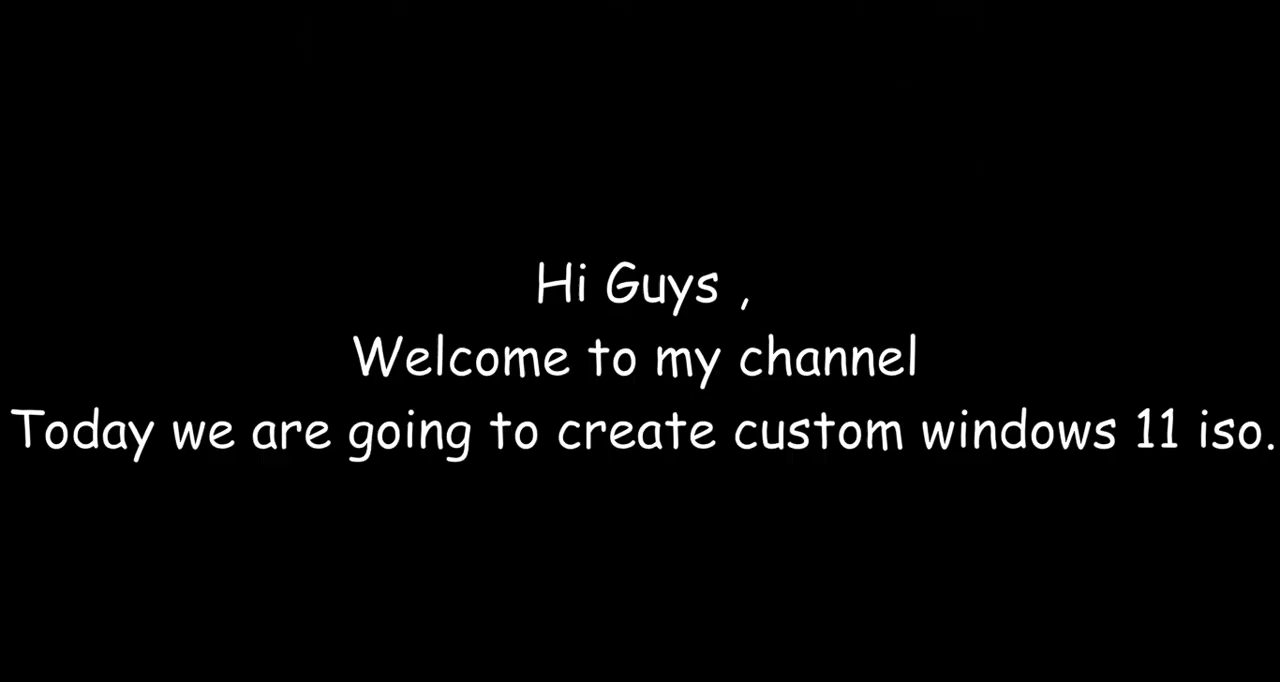 Hi Guys ,
Welcome to my channel
Today we are going to create custom windows 11 iso.